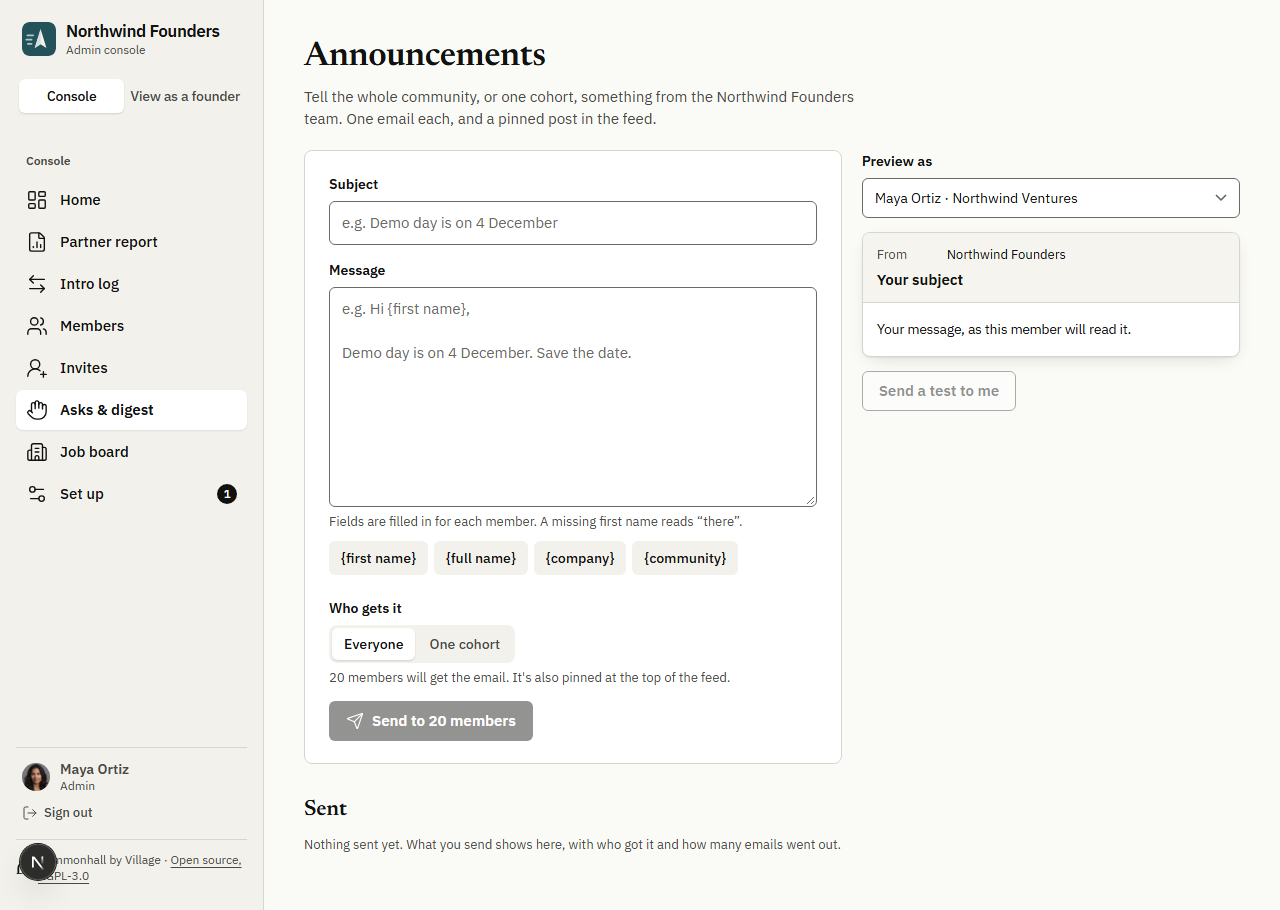 Northwind Founders
Admin console
Console
View as a founder
Console
Home
Partner report
Intro log
Members
Invites
Asks & digest
Job board
Set up
1
Maya Ortiz
Admin
Sign out
by Village · Open source,
N
Announcements
Tell the whole community, or one cohort, something from the Northwind Founders
team. One email each, and a pinned post in the feed.
Subject
e.g. Demo day is on 4 December
Message
e.g. Hi {first name},
Demo day is on 4 December. Save the date.
Fields are filled in for each member. A missing first name reads “there”.
{first name}
{full name}
{company}
{community}
Who gets it
Everyone
One cohort
20 members will get the email. It's also pinned at the top of the feed.
Send to 20 members
Preview as
Maya Ortiz · Northwind Ventures
From
Northwind Founders
Your subject
Your message, as this member will read it.
Send a test to me
Sent
Nothing sent yet. What you send shows here, with who got it and how many emails went out.